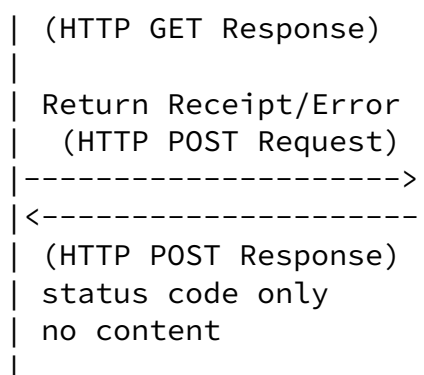 | (HTTP GET Response)
|
| Return Receipt/Error
|  (HTTP POST Request)
|--------------------->
|<---------------------
| (HTTP POST Response)
| status code only
| no content
|